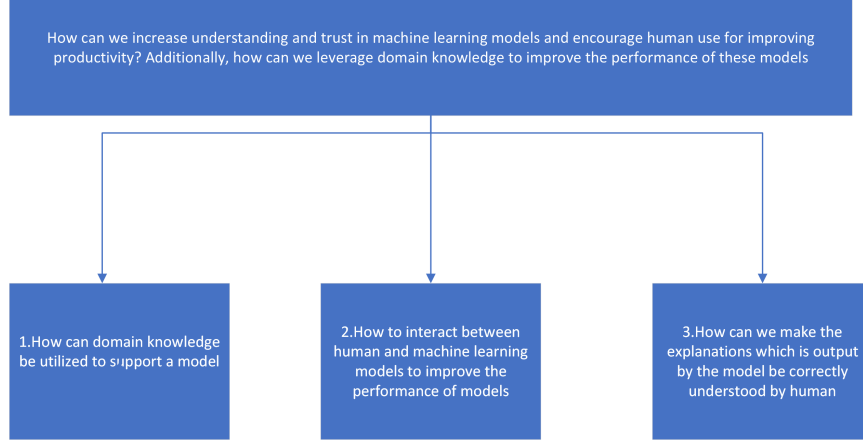 How can we increase understanding and trust in machine learning models and encourage human use for improving
productivity? Additionally, how can we leverage domain knowledge to improve the performance of these models
1.How can domain knowledge
be utilized to support a model
2.How to interact between
human and machine learning
models to improve the
performance of models
3.How can we make the
explanations which is output
by the model be correctly
understood by human